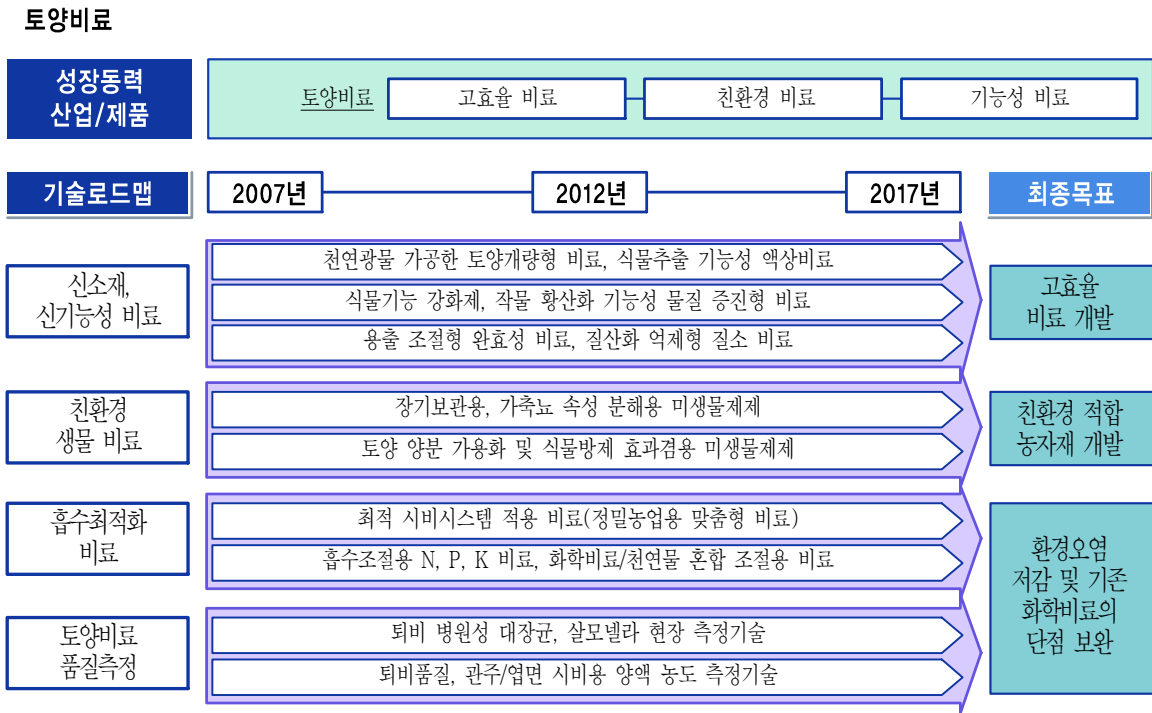 토양비료
성장동력
산업/제품
토양비료
고효율 비료
친환경 비료
기능성 비료
기술로드맵
2007년
2012년
2017년
최종목표
신소재,
신기능성 비료
천연광물 가공한 토양개량형 비료, 식물추출 기능성 액상비료
식물기능 강화제, 작물 황산화 기능성 물질 증진형 비료
용출 조절형 완효성 비료, 질산화 억제형 질소 비료
고효율
비료 개발
친환경
생물 비료
장기보관용, 가축뇨 속성 분해용 미생물제제
토양 양분 가용화 및 식물방제 효과겸용 미생물제제
친환경 적합
농자재 개발
흡수최적화
비료
최적 시비시스템 적용 비료(정밀농업용 맞춤형 비료)
흡수조절용 N, P, K 비료, 화학비료/천연물 혼합 조절용 비료
토양비료
품질측정
퇴비 병원성 대장균, 살모넬라 현장 측정기술
퇴비품질, 관주/엽면 시비용 양액 농도 측정기술
환경오염
저감 및 기존
화학비료의
단점 보완